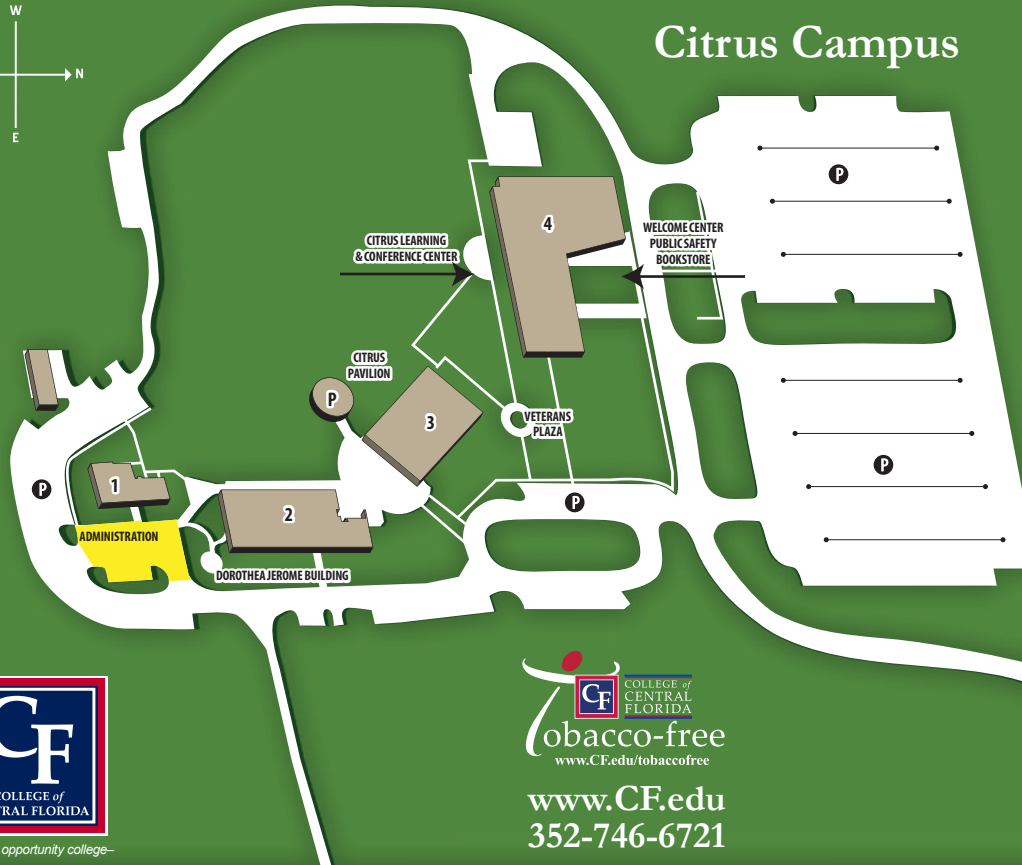 W
N
E
Citrus Campus
P
4
WELCOME CENTER
PUBLIC SAFETY
BOOKSTORE
CITRUS LEARNING
& CONFERENCE CENTER
CITRUS
PAVILION
P
3
VETERANS
PLAZA
P
P
1
2
P
ADMINISTRATION
DOROTHEA JEROME BUILDING
CF
COLLEGE of
CENTRAL
FLORIDA
Tobacco-free
www.CF.edu/tobaccofree
www.CF.edu
352-746-6721
CF
COLLEGE of
TRAL FLORIDA
opportunity college–